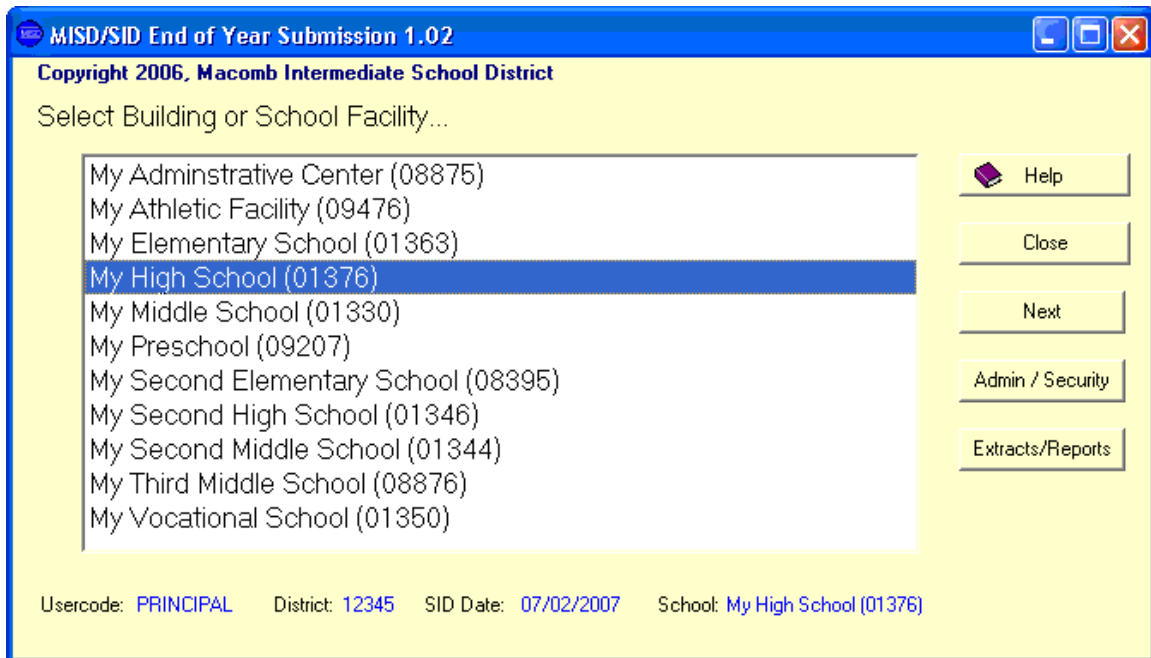 MISD/SID End of Year Submission 1.02
Copyright 2006, Macomb Intermediate School District
Select Building or School Facility...
My Adminstrative Center (08875)
My Athletic Facility (09476)
My Elementary School (01363)
My High School (01376)
My Middle School (01330)
My Preschool (09207)
My Second Elementary School (08395)
My Second High School (01346)
My Second Middle School (01344)
My Third Middle School (08876)
My Vocational School (01350)
Help
Close
Next
Admin / Security
Extracts/Reports
Usercode: PRINCIPAL District: 12345 SID Date: 07/02/2007 School: My High School (01376)